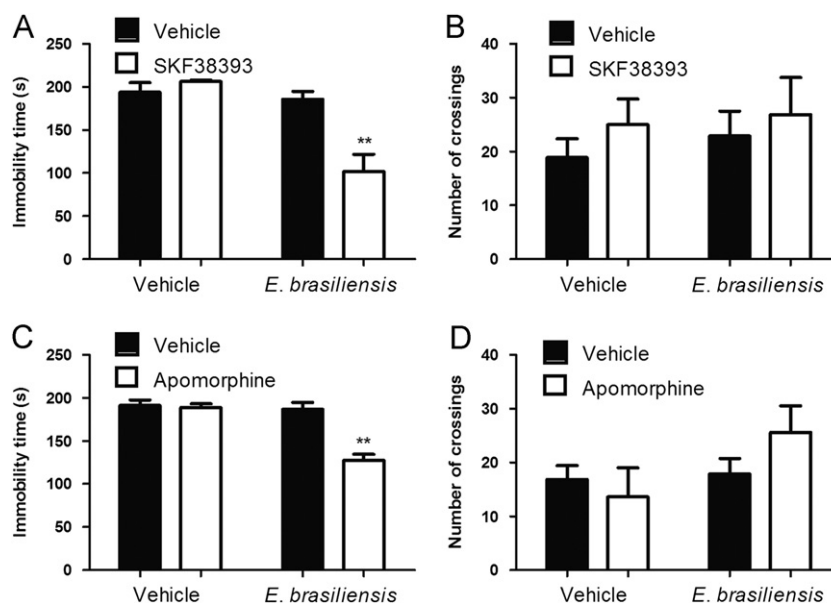 A
Vehicle
SKF38393
Immobility time (s)
250
200
150
100
50
0
**
Vehicle
E. brasiliensis
B
Vehicle
SKF38393
Number of crossings
40
30
20
10
0
Vehicle
E. brasiliensis
C
Vehicle
Apomorphine
Immobility time (s)
250
200
150
100
50
0
**
Vehicle
E. brasiliensis
D
Vehicle
Apomorphine
Number of crossings
40
30
20
10
0
Vehicle
E. brasiliensis